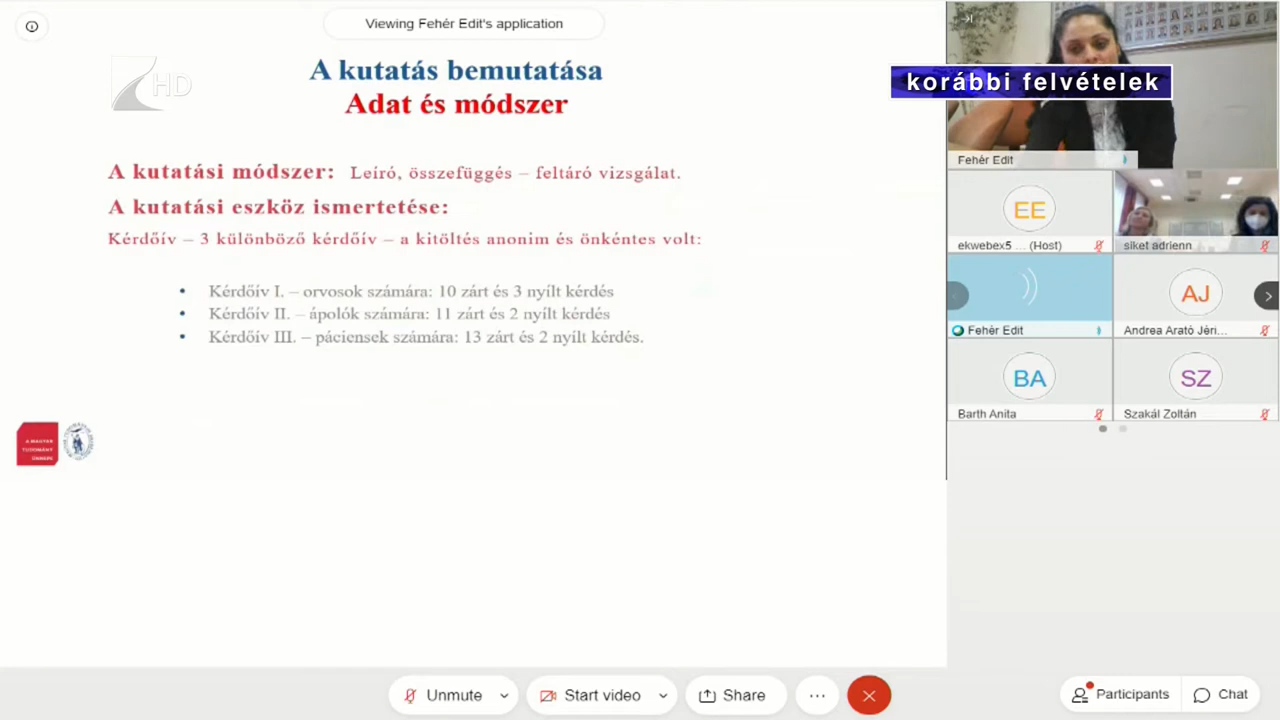 Viewing Fehér Edit's application
A kutatás bemutatása
Adat és módszer
HD
korábbi felvételek
A kutatási módszer: Leíró, összefüggés – feltáró vizsgálat.
A kutatási eszköz ismertetése:
Kérdőív – 3 különböző kérdőív – a kitöltés anonim és önkéntes volt:
• Kérdőív I. – orvosok számára: 10 zárt és 3 nyílt kérdés
• Kérdőív II. – ápolók számára: 11 zárt és 2 nyílt kérdés
• Kérdőív III. – páciensek számára: 13 zárt és 2 nyílt kérdés.
A MAGYAR
TUDOMÁNY
ÜNNEPE
Fehér Edit
EE
ekwebex5 ... (Host)
siket adrienn
Fehér Edit
AJ
Andrea Arató Jéri...
BA
Barth Anita
SZ
Szakál Zoltán
Unmute
Start video
Share
Participants
Chat